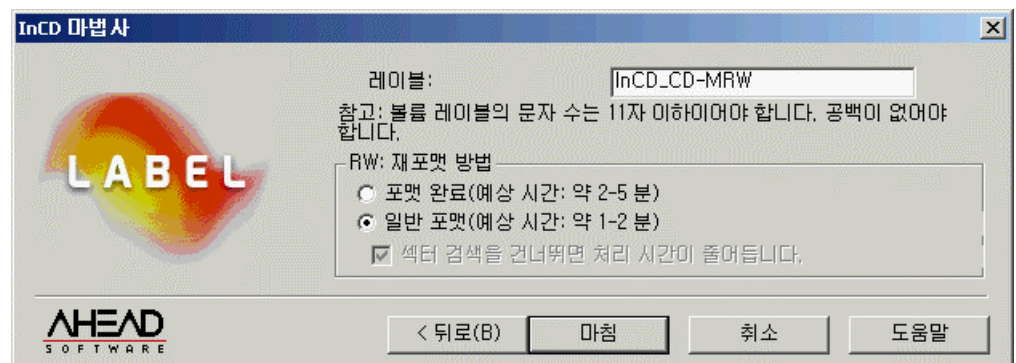 InCD 마법사
LABEL
레이블:
InCD_CD-MRW
참고: 볼륨 레이블의 문자 수는 11자 이하이어야 합니다. 공백이 없어야
합니다.
RW: 재포맷 방법
포맷 완료(예상 시간: 약 2-5 분)
일반 포맷(예상 시간: 약 1-2 분)
섹터 검색을 건너뛰면 처리 시간이 줄어듭니다.
AHEAD
SOFTWARE
< 뒤로(B)
마침
취소
도움말